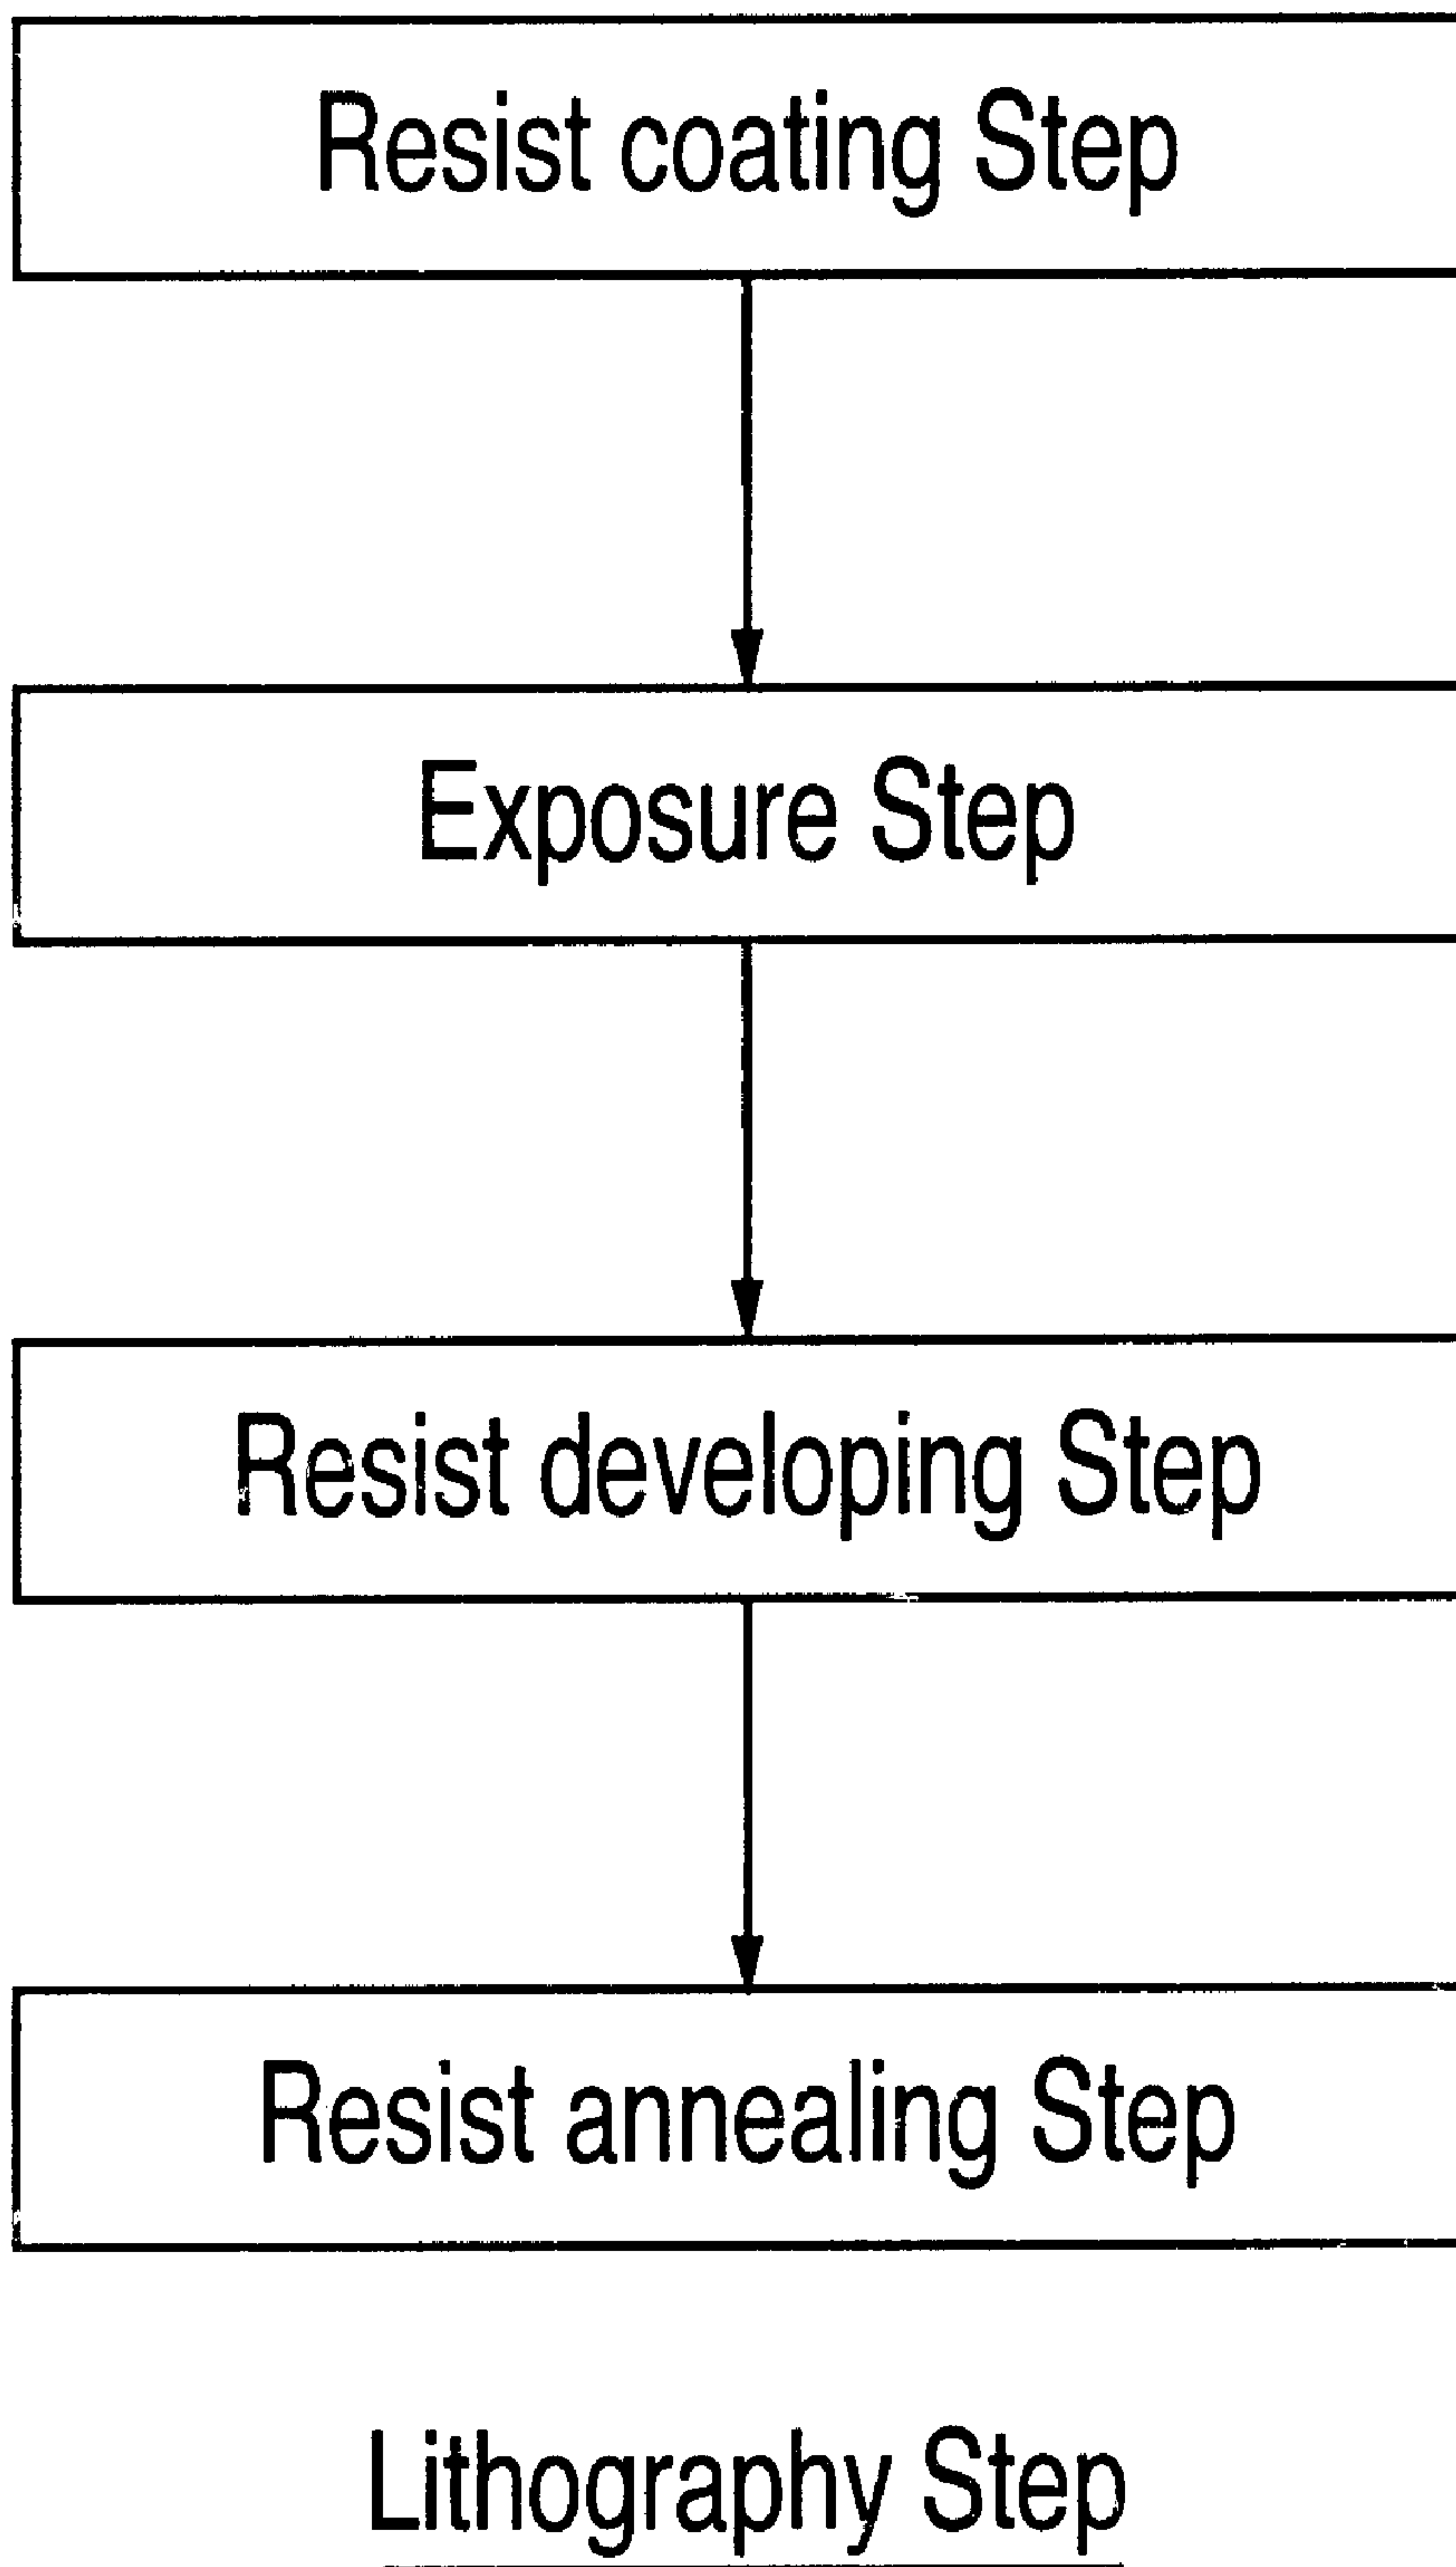 Resist coating Step
Exposure Step
Resist developing Step
Resist annealing Step
Lithography Step